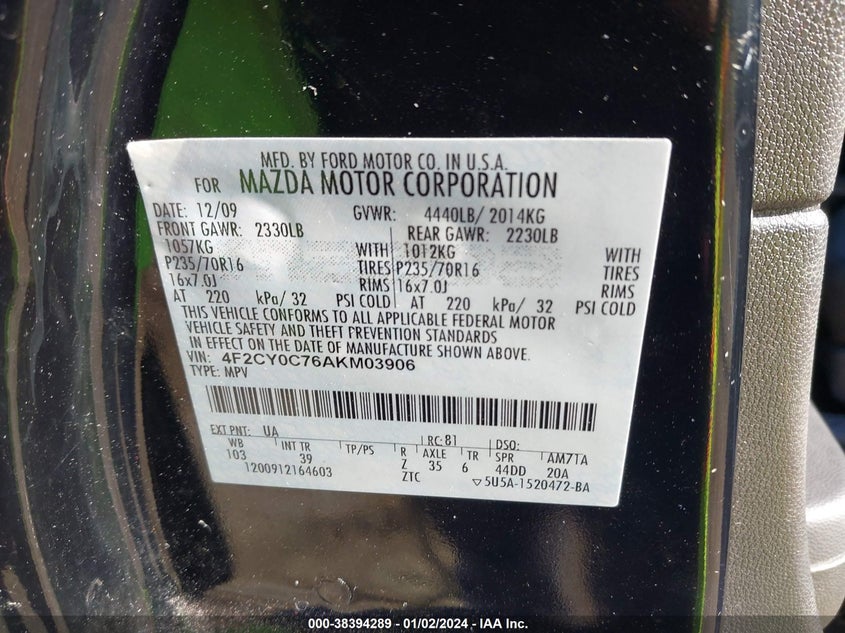 MFD. BY FORD MOTOR CO. IN U.S.A.
FOR MAZDA MOTOR CORPORATION
DATE: 12/09 GVWR: 4440LB/ 2014KG
FRONT GAWR: 2330LB REAR GAWR: 2230LB
1057KG WITH 1012KG WITH
P235/70R16 TIRES P235/70R16 TIRES
16x7.0J RIMS 16x7.0J RIMS
AT 220 kPa/ 32 PSI COLD AT 220 kPa/ 32 PSI COLD
THIS VEHICLE CONFORMS TO ALL APPLICABLE FEDERAL MOTOR
VEHICLE SAFETY AND THEFT PREVENTION STANDARDS
IN EFFECT ON THE DATE OF MANUFACTURE SHOWN ABOVE.
VIN: 4F2CY0C76AKM03906
TYPE: MPV
EXT PNT: UA RC: 81 DSO:
WB INT TR TP/PS R AXLE TR SPR AM71A
103 39 Z 35 6 44DD 20A
1200912164603 ZTC ▽5U5A-1520472-BA
000-38394289 - 01/02/2024 - IAA Inc.